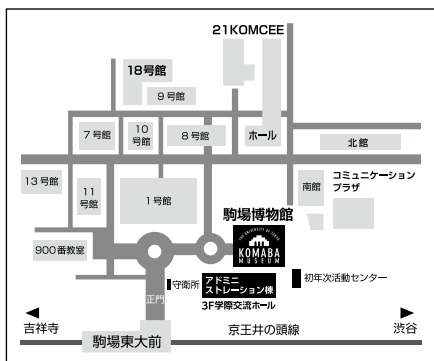 21KOMCEE
18号館
9号館
7号館
10
号館
8号館
ホール
北館
13号館
11
号館
1号館
南館
コミュニケーション
プラザ
駒場博物館
THE UNIVERSITY OF TOKYO
KOMABA
MUSEUM
900番教室
正門
守衛所
アドミニ
ストレーション棟
3F学際交流ホール
初年次活動センター
吉祥寺
渋谷
駒場東大前
京王井の頭線